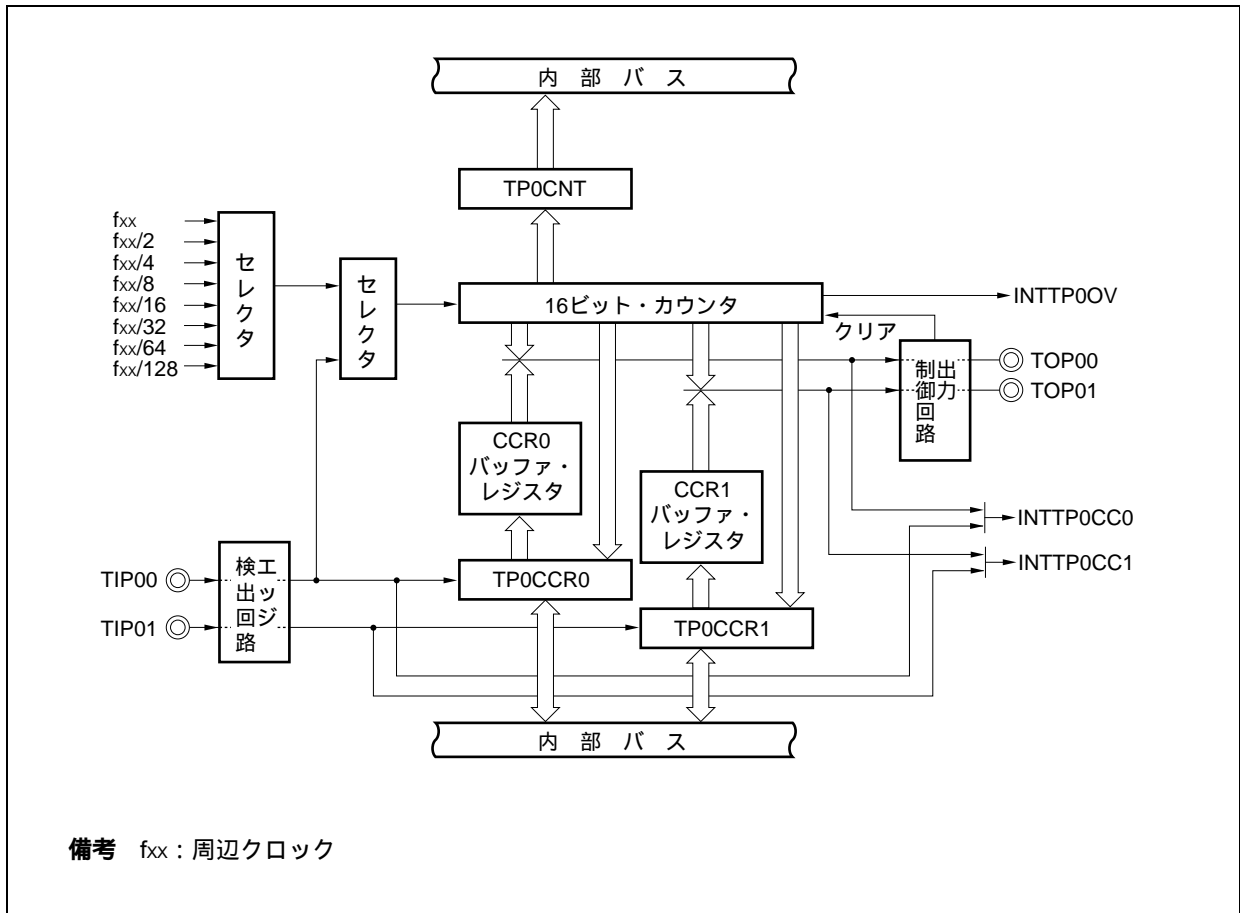 内 部 バ ス
TP0CNT
fxx
fxx/2
fxx/4
fxx/8
fxx/16
fxx/32
fxx/64
fxx/128
セレクタ
セレクタ
16ビット・カウンタ
INTTP0OV
クリア
TOP00
TOP01
出力
制御回路
CCR0
バッファ・
レジスタ
CCR1
バッファ・
レジスタ
INTTP0CC0
INTTP0CC1
TIP00
TIP01
エッジ
検出回路
TP0CCR0
TP0CCR1
内 部 バ ス
備考 fxx：周辺クロック